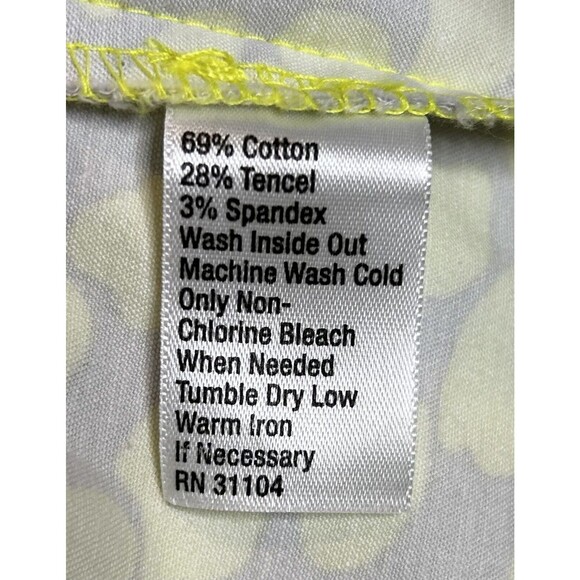 69% Cotton
28% Tencel
3% Spandex
Wash Inside Out
Machine Wash Cold
Only Non-
Chlorine Bleach
When Needed
Tumble Dry Low
Warm Iron
If Necessary
RN 31104